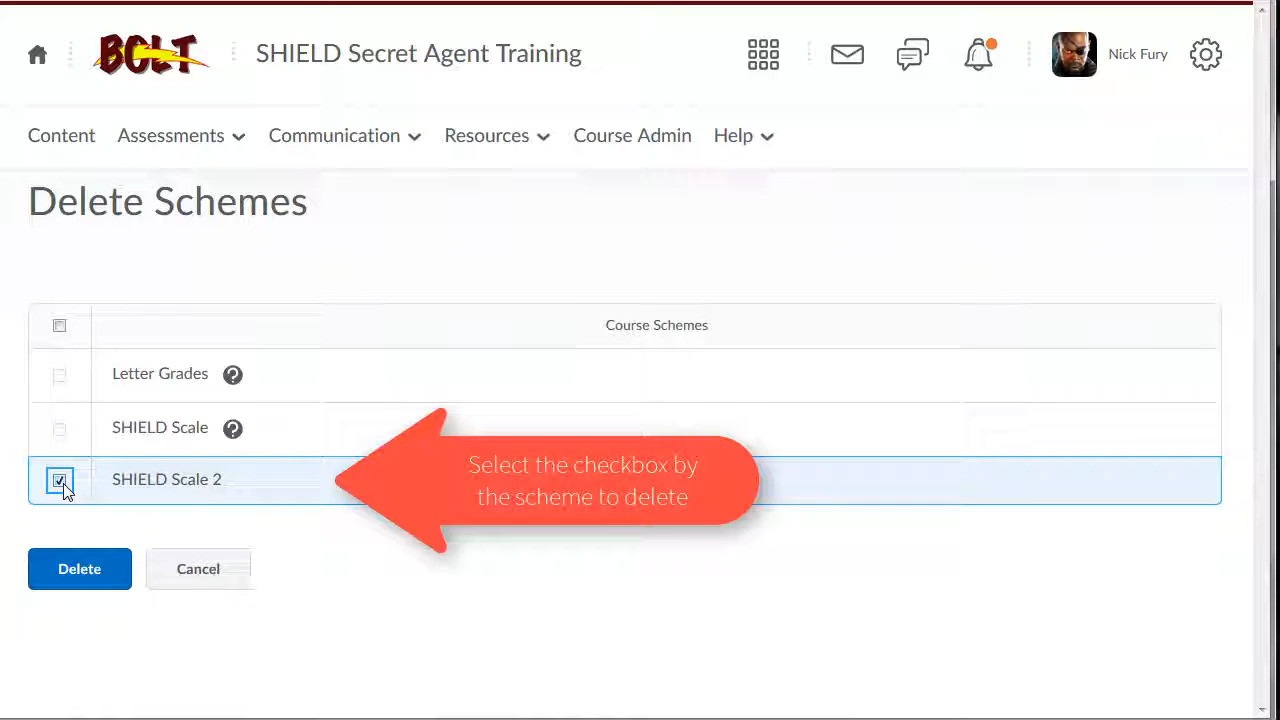 BOLT
SHIELD Secret Agent Training
Nick Fury
Content Assessments Communication Resources Course Admin Help
Delete Schemes
Course Schemes
Letter Grades ?
SHIELD Scale ?
SHIELD Scale 2
Select the checkbox by
the scheme to delete
Delete Cancel